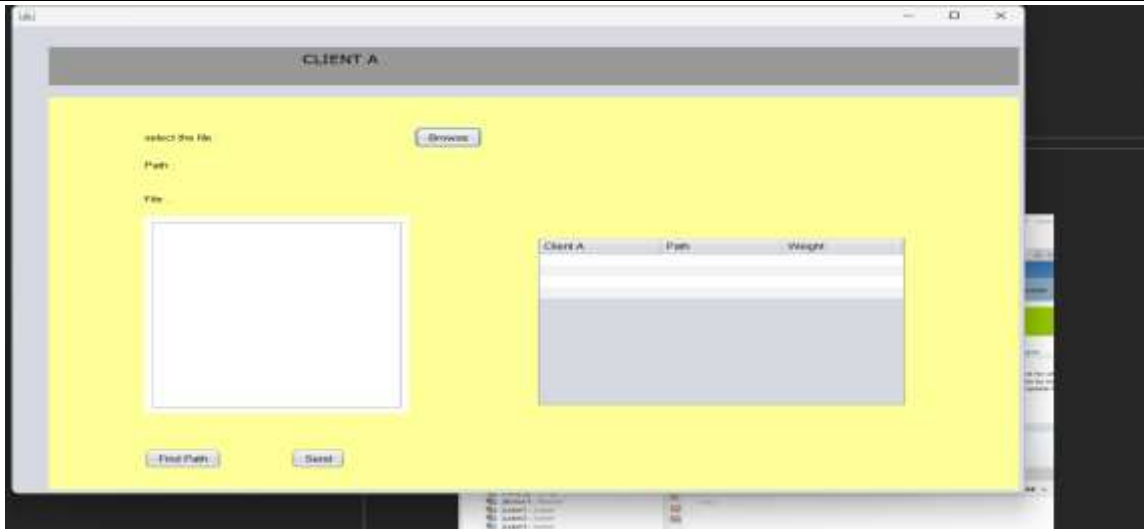 CLIENT A
select the file Browse
Path :
File :
Client A Path Weight
Find Path Send